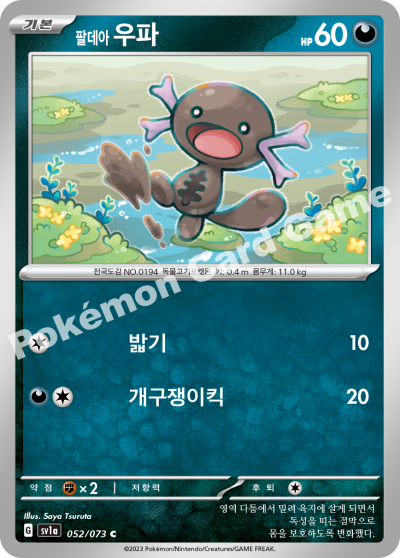 기본
팔데아 우파
HP 60
전국도감 NO.0194 독물고기포켓몬 키: 0.4 m 몸무게: 11.0 kg
Pokémon Card Game
밟기 10
개구쟁이킥 20
약점 ×2 저항력 후퇴
Illus. Saya Tsuruta
G sv1a 052/073 C
영역 다툼에서 밀려 육지에 살게 되면서
독성을 띠는 점막으로
몸을 보호하도록 변화했다.
©2023 Pokémon/Nintendo/Creatures/GAME FREAK.